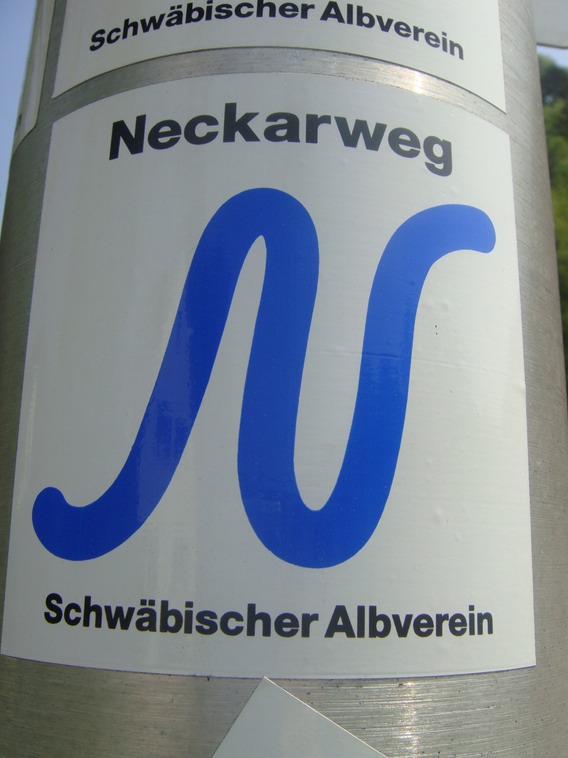 Schwäbischer Albverein
Neckarweg
N
Schwäbischer Albverein